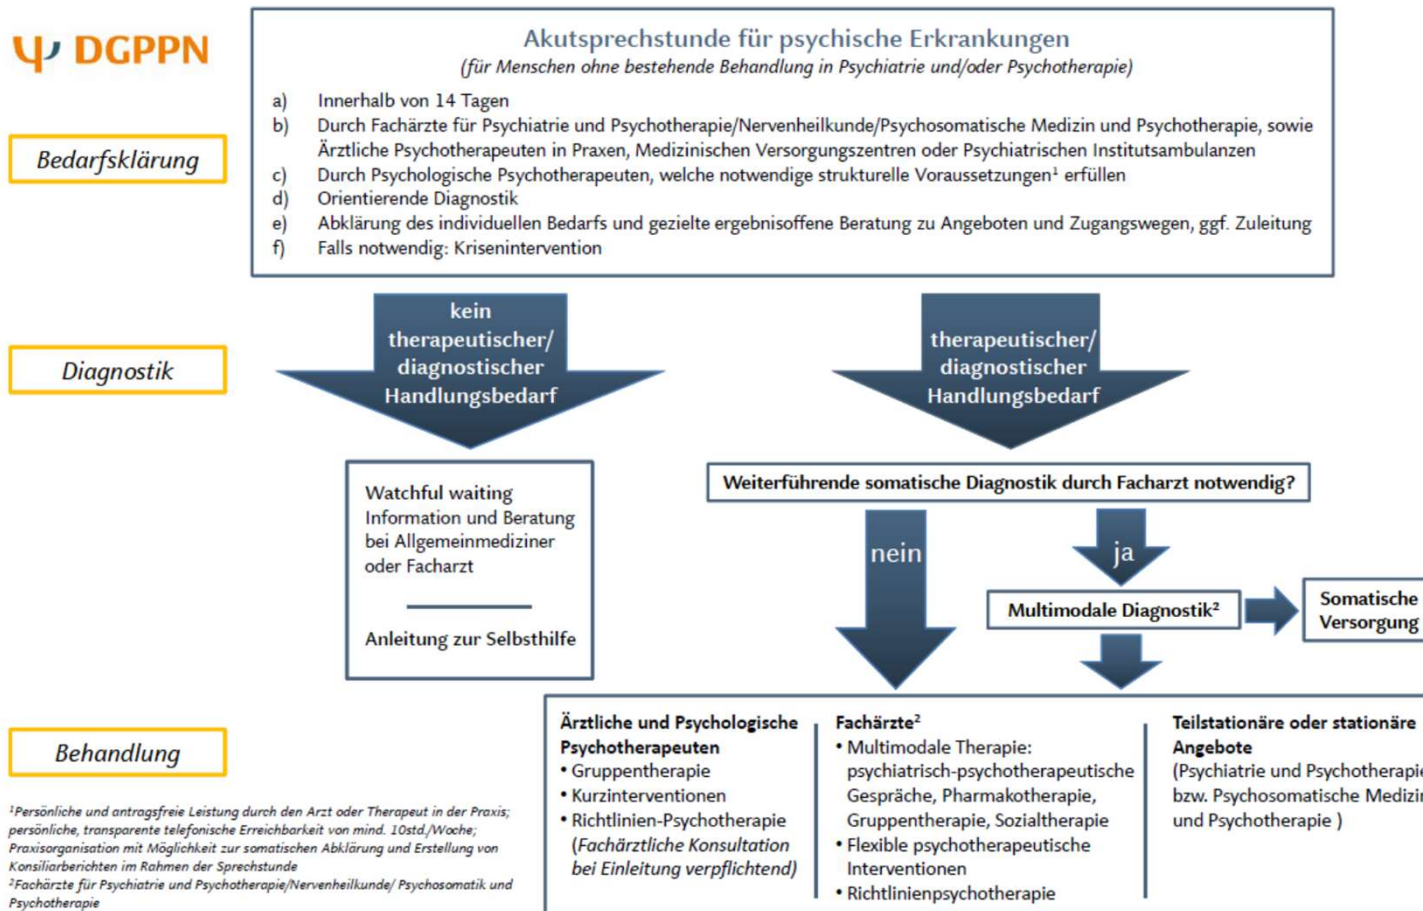 DGPPN
Akutsprechstunde für psychische Erkrankungen
(für Menschen ohne bestehende Behandlung in Psychiatrie und/oder Psychotherapie)
a) Innerhalb von 14 Tagen
b) Durch Fachärzte für Psychiatrie und Psychotherapie/Nervenheilkunde/Psychosomatische Medizin und Psychotherapie, sowie
Ärztliche Psychotherapeuten in Praxen, Medizinischen Versorgungszentren oder Psychiatrischen Institutsambulanzen
c) Durch Psychologische Psychotherapeuten, welche notwendige strukturelle Voraussetzungen¹ erfüllen
d) Orientierende Diagnostik
e) Abklärung des individuellen Bedarfs und gezielte ergebnisoffene Beratung zu Angeboten und Zugangswegen, ggf. Zuleitung
f) Falls notwendig: Krisenintervention
Bedarfsklärung
Diagnostik
kein
therapeutischer/
diagnostischer
Handlungsbedarf
therapeutischer/
diagnostischer
Handlungsbedarf
Watchful waiting
Information und Beratung
bei Allgemeinmediziner
oder Facharzt
Anleitung zur Selbsthilfe
Weiterführende somatische Diagnostik durch Facharzt notwendig?
nein
ja
Multimodale Diagnostik²
Somatische
Versorgung
Behandlung
Ärztliche und Psychologische
Psychotherapeuten
• Gruppentherapie
• Kurzinterventionen
• Richtlinien-Psychotherapie
(Fachärztliche Konsultation
bei Einleitung verpflichtend)
Fachärzte²
• Multimodale Therapie:
psychiatrisch-psychotherapeutische
Gespräche, Pharmakotherapie,
Gruppentherapie, Sozialtherapie
• Flexible psychotherapeutische
Interventionen
• Richtlinienpsychotherapie
Teilstationäre oder stationäre
Angebote
(Psychiatrie und Psychotherapie
bzw. Psychosomatische Medizin
und Psychotherapie )
¹Persönliche und antragsfreie Leistung durch den Arzt oder Therapeut in der Praxis;
persönliche, transparente telefonische Erreichbarkeit von mind. 10std./Woche;
Praxisorganisation mit Möglichkeit zur somatischen Abklärung und Erstellung von
Konsiliarberichten im Rahmen der Sprechstunde
²Fachärzte für Psychiatrie und Psychotherapie/Nervenheilkunde/ Psychosomatik und
Psychotherapie